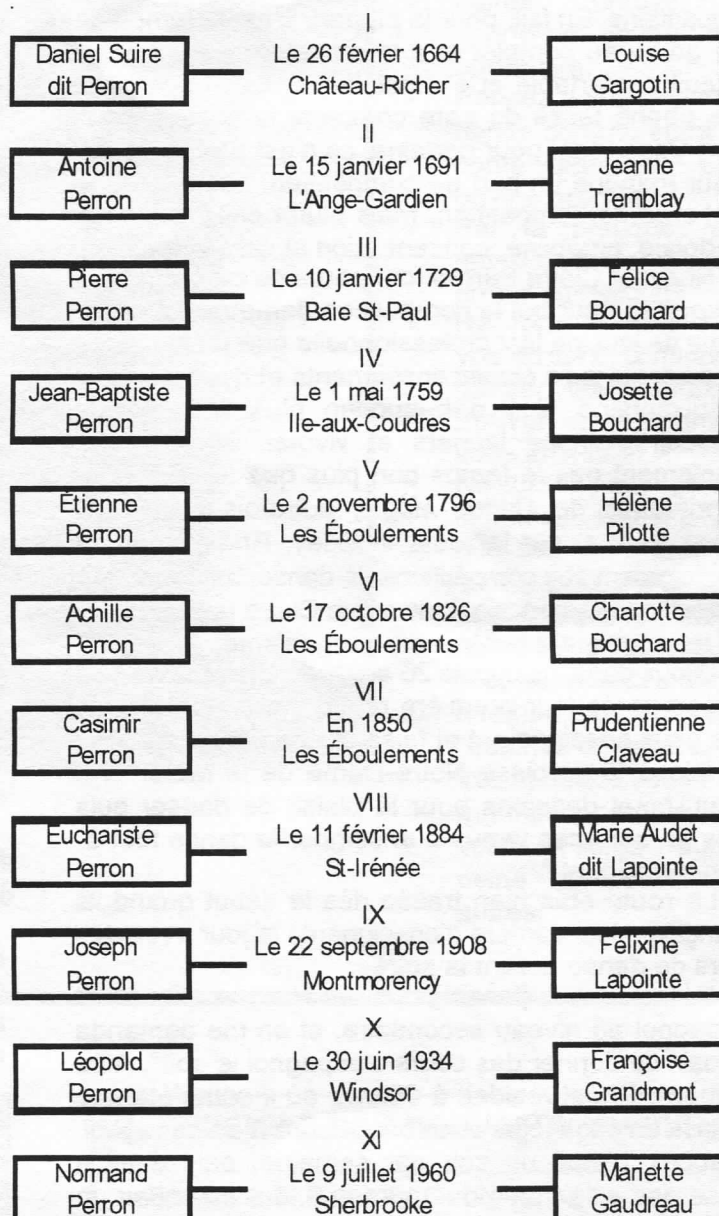 I
Daniel Suire
dit Perron
Le 26 février 1664
Château-Richer
Louise
Gargotin
II
Antoine
Perron
Le 15 janvier 1691
L'Ange-Gardien
Jeanne
Tremblay
III
Pierre
Perron
Le 10 janvier 1729
Baie St-Paul
Félice
Bouchard
IV
Jean-Baptiste
Perron
Le 1 mai 1759
Ile-aux-Coudres
Josette
Bouchard
V
Étienne
Perron
Le 2 novembre 1796
Les Éboulements
Hélène
Pilotte
VI
Achille
Perron
Le 17 octobre 1826
Les Éboulements
Charlotte
Bouchard
VII
Casimir
Perron
En 1850
Les Éboulements
Prudentienne
Claveau
VIII
Euchariste
Perron
Le 11 février 1884
St-Irénée
Marie Audet
dit Lapointe
IX
Joseph
Perron
Le 22 septembre 1908
Montmorency
Félixine
Lapointe
X
Léopold
Perron
Le 30 juin 1934
Windsor
Françoise
Grandmont
XI
Normand
Perron
Le 9 juillet 1960
Sherbrooke
Mariette
Gaudreau